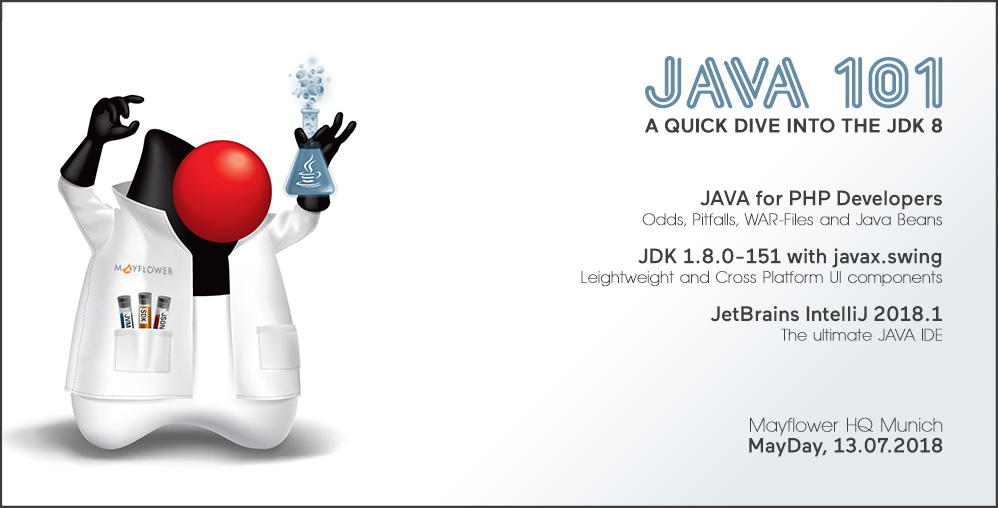 JAVA 101
A QUICK DIVE INTO THE JDK 8
JAVA for PHP Developers
Odds, Pitfalls, WAR-Files and Java Beans
JDK 1.8.0-151 with javax.swing
Leightweight and Cross Platform UI components
JetBrains IntelliJ 2018.1
The ultimate JAVA IDE
Mayflower HQ Munich
MayDay, 13.07.2018
MAYFLOWER
JVM
SDK
JSON